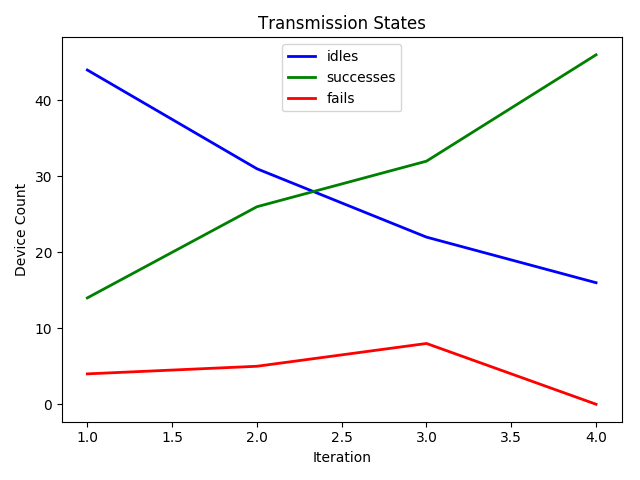 Transmission States
idles
successes
fails
Device Count
40
30
20
10
0
1.0 1.5 2.0 2.5 3.0 3.5 4.0
Iteration